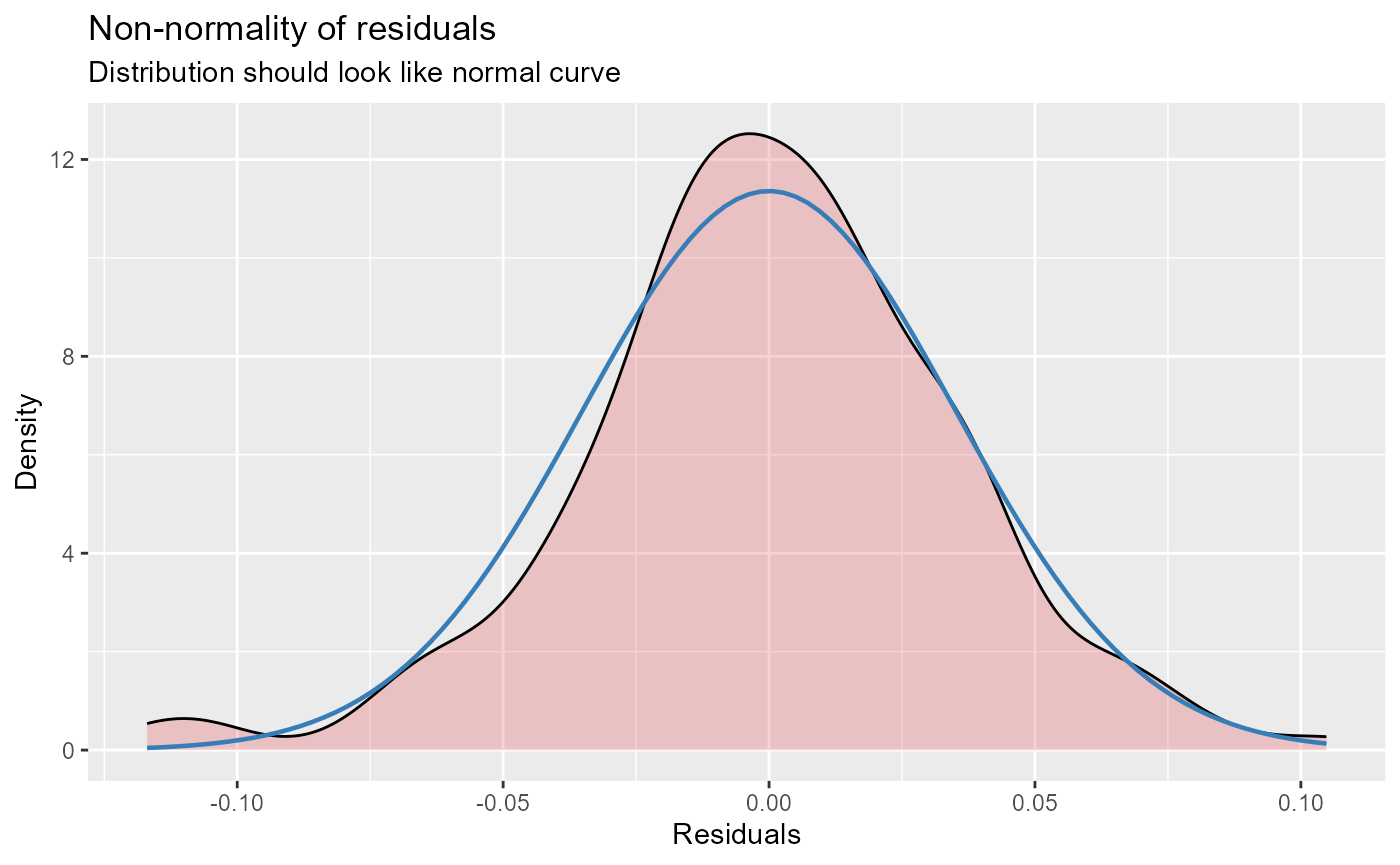 Non-normality of residuals
Distribution should look like normal curve
12
8
4
0
Density
-0.10
-0.05
0.00
0.05
0.10
Residuals